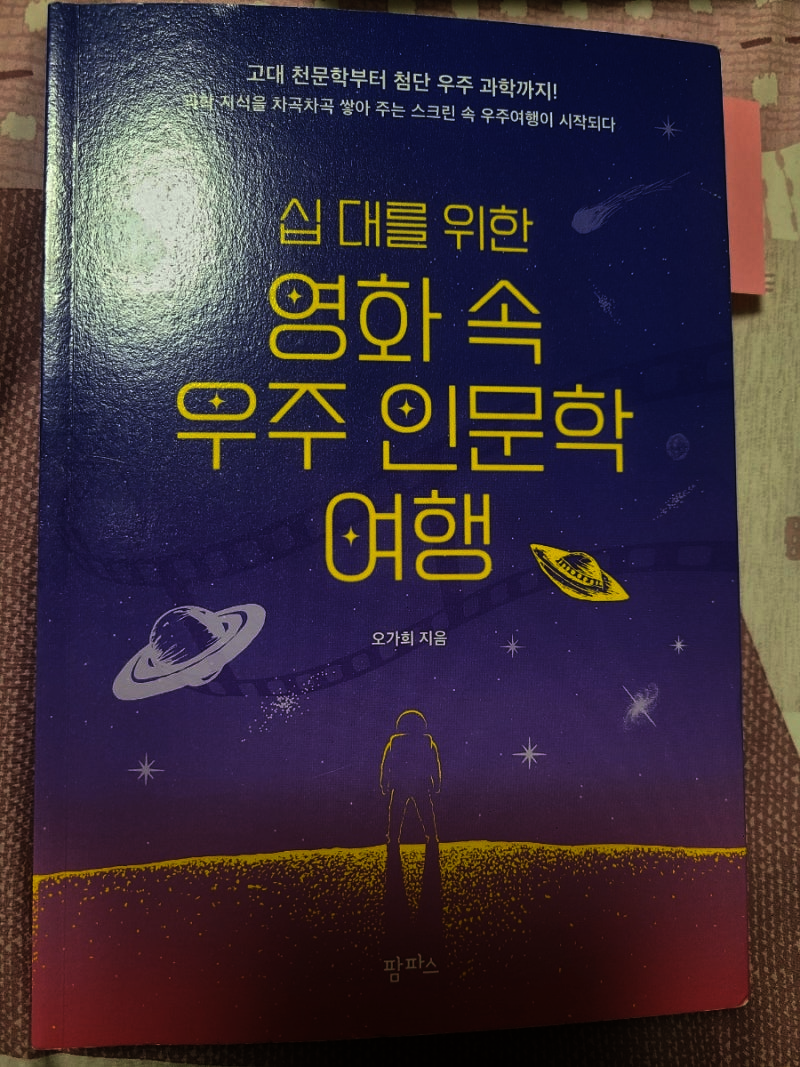 고대 천문학부터 첨단 우주 과학까지!
과학 지식을 차곡차곡 쌓아 주는 스크린 속 우주여행이 시작되다
십 대를 위한
영화 속
우주 인문학
여행
오가희 지음
팜파스